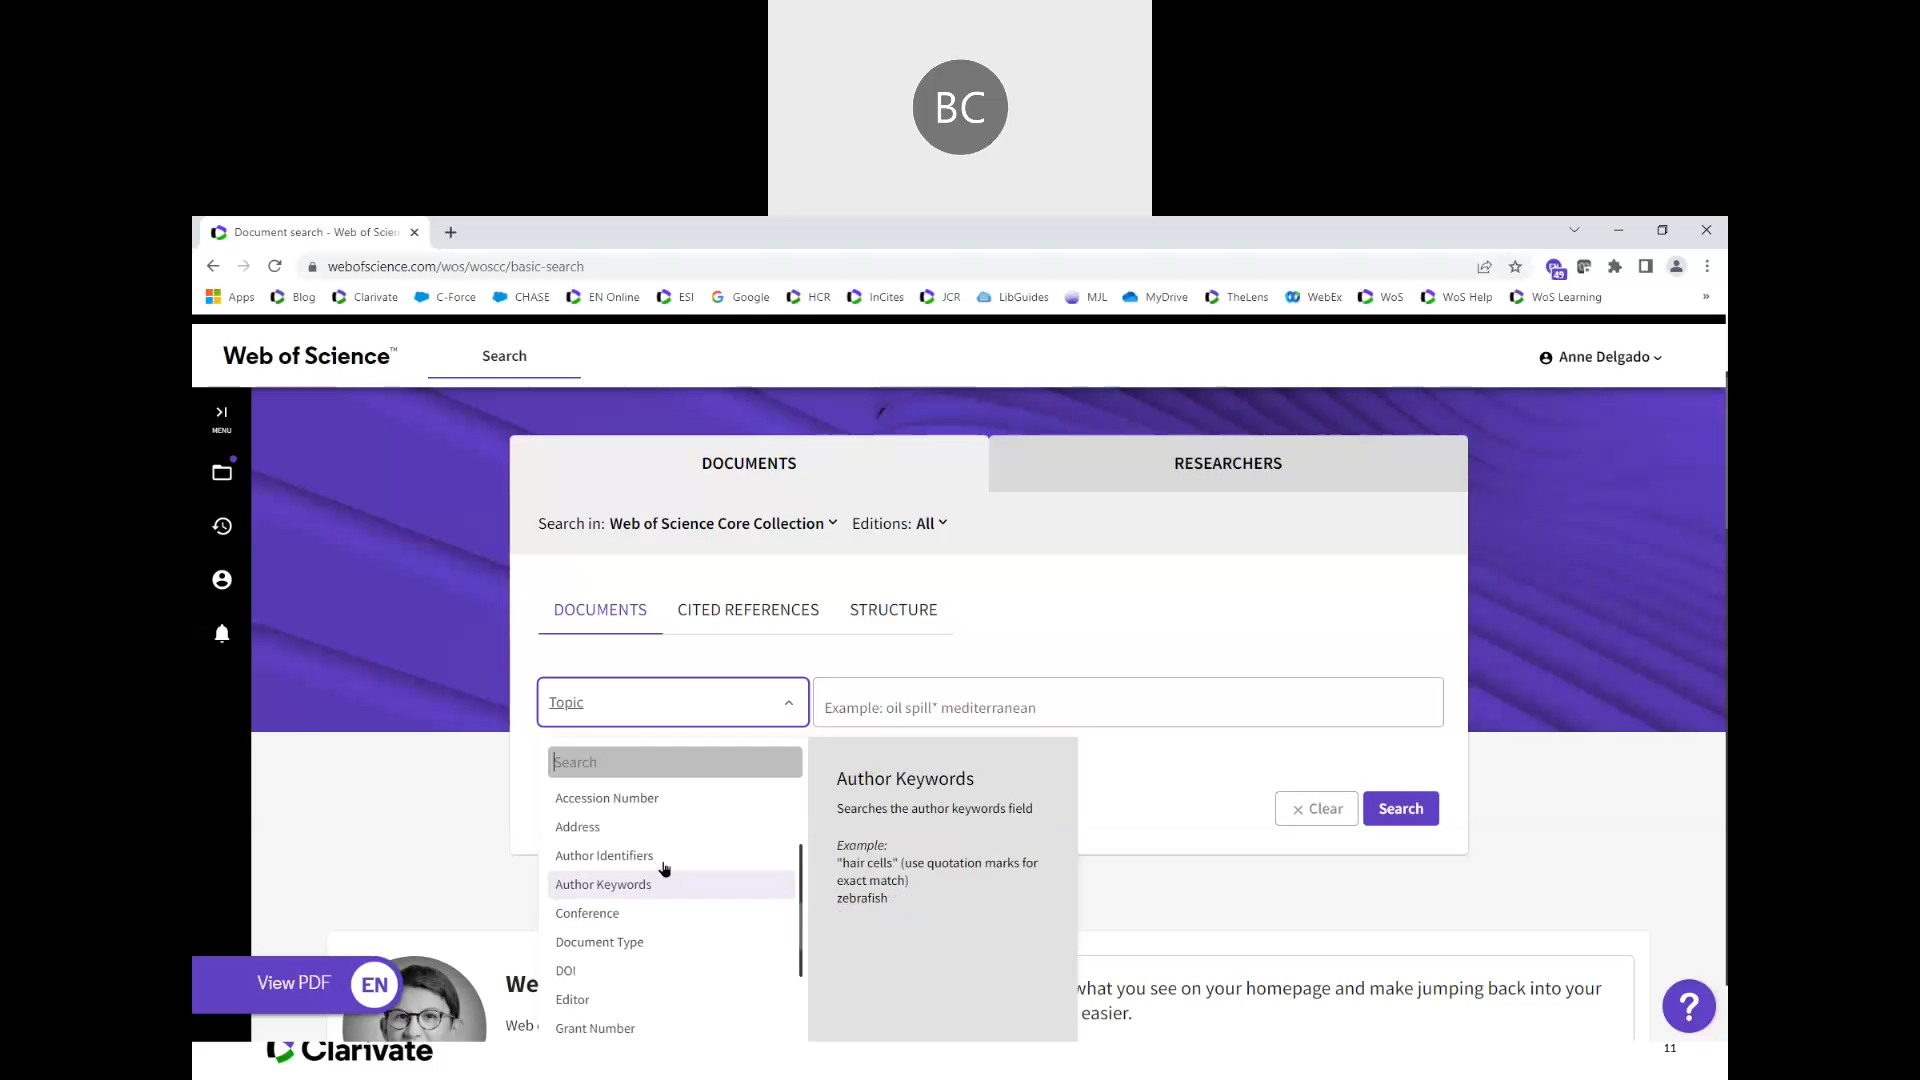 BC
Document search - Web of Scien
webofscience.com/wos/woscc/basic-search
49
Apps Blog Clarivate C-Force CHASE EN Online ESI Google HCR InCites JCR LibGuides MJL MyDrive TheLens WebEx WoS WoS Help WoS Learning »
Web of Science™ Search Anne Delgado
MENU
DOCUMENTS RESEARCHERS
Search in: Web of Science Core Collection Editions: All
DOCUMENTS CITED REFERENCES STRUCTURE
Topic Example: oil spill* mediterranean
Search
Accession Number
Address
Author Identifiers
Author Keywords
Conference
Document Type
DOI
Editor
Grant Number
Author Keywords
Searches the author keywords field
Example:
"hair cells" (use quotation marks for
exact match)
zebrafish
Clear Search
View PDF EN
We
Web
what you see on your homepage and make jumping back into your
easier.
?
Clarivate
11